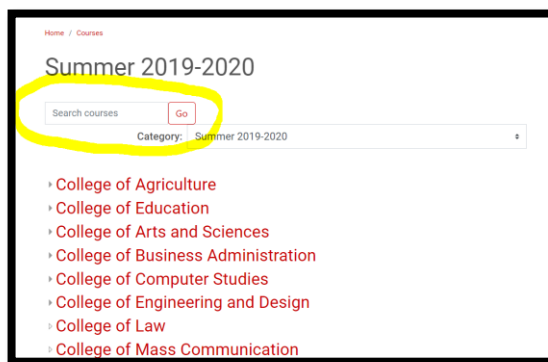 Home / Courses
Summer 2019-2020
Search courses Go
Category: Summer 2019-2020
College of Agriculture
College of Education
College of Arts and Sciences
College of Business Administration
College of Computer Studies
College of Engineering and Design
College of Law
College of Mass Communication